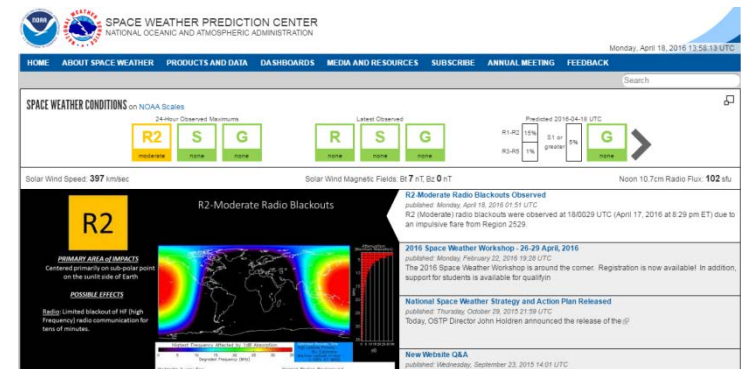 NOAA
SPACE WEATHER PREDICTION CENTER
NATIONAL OCEANIC AND ATMOSPHERIC ADMINISTRATION
Monday, April 18, 2016 13:58:13 UTC
HOME ABOUT SPACE WEATHER PRODUCTS AND DATA DASHBOARDS MEDIA AND RESOURCES SUBSCRIBE ANNUAL MEETING FEEDBACK
Search
SPACE WEATHER CONDITIONS on NOAA Scales
24-Hour Observed Maximums Latest Observed Predicted 2016-04-18 UTC
R2 S G R S G R1-R2 15% S1 or greater 5% G
moderate none none none none none R3-R5 1% none
Solar Wind Speed: 397 km/sec Solar Wind Magnetic Fields: Bt 7 nT, Bz 0 nT Noon 10.7cm Radio Flux: 102 sfu
R2
PRIMARY AREA of IMPACTS
Centered primarily on sub-polar point
on the sunlit side of Earth
POSSIBLE EFFECTS
Radio: Limited blackout of HF (high
Frequency) radio communication for
tens of minutes.
R2-Moderate Radio Blackouts
Highest Frequency Affected by 1dB Absorption
Degraded Frequency (MHz)
R2-Moderate Radio Blackouts Observed
published: Monday, April 18, 2016 01:51 UTC
R2 (Moderate) radio blackouts were observed at 18/0029 UTC (April 17, 2016 at 8:29 pm ET) due to
an impulsive flare from Region 2529.
2016 Space Weather Workshop - 26-29 April, 2016
published: Monday, February 22, 2016 19:28 UTC
The 2016 Space Weather Workshop is around the corner. Registration is now available! In addition,
support for students is available for qualifyin
National Space Weather Strategy and Action Plan Released
published: Thursday, October 29, 2015 21:59 UTC
Today, OSTP Director John Holdren announced the release of the
New Website Q&A
published: Wednesday, September 23, 2015 14:01 UTC